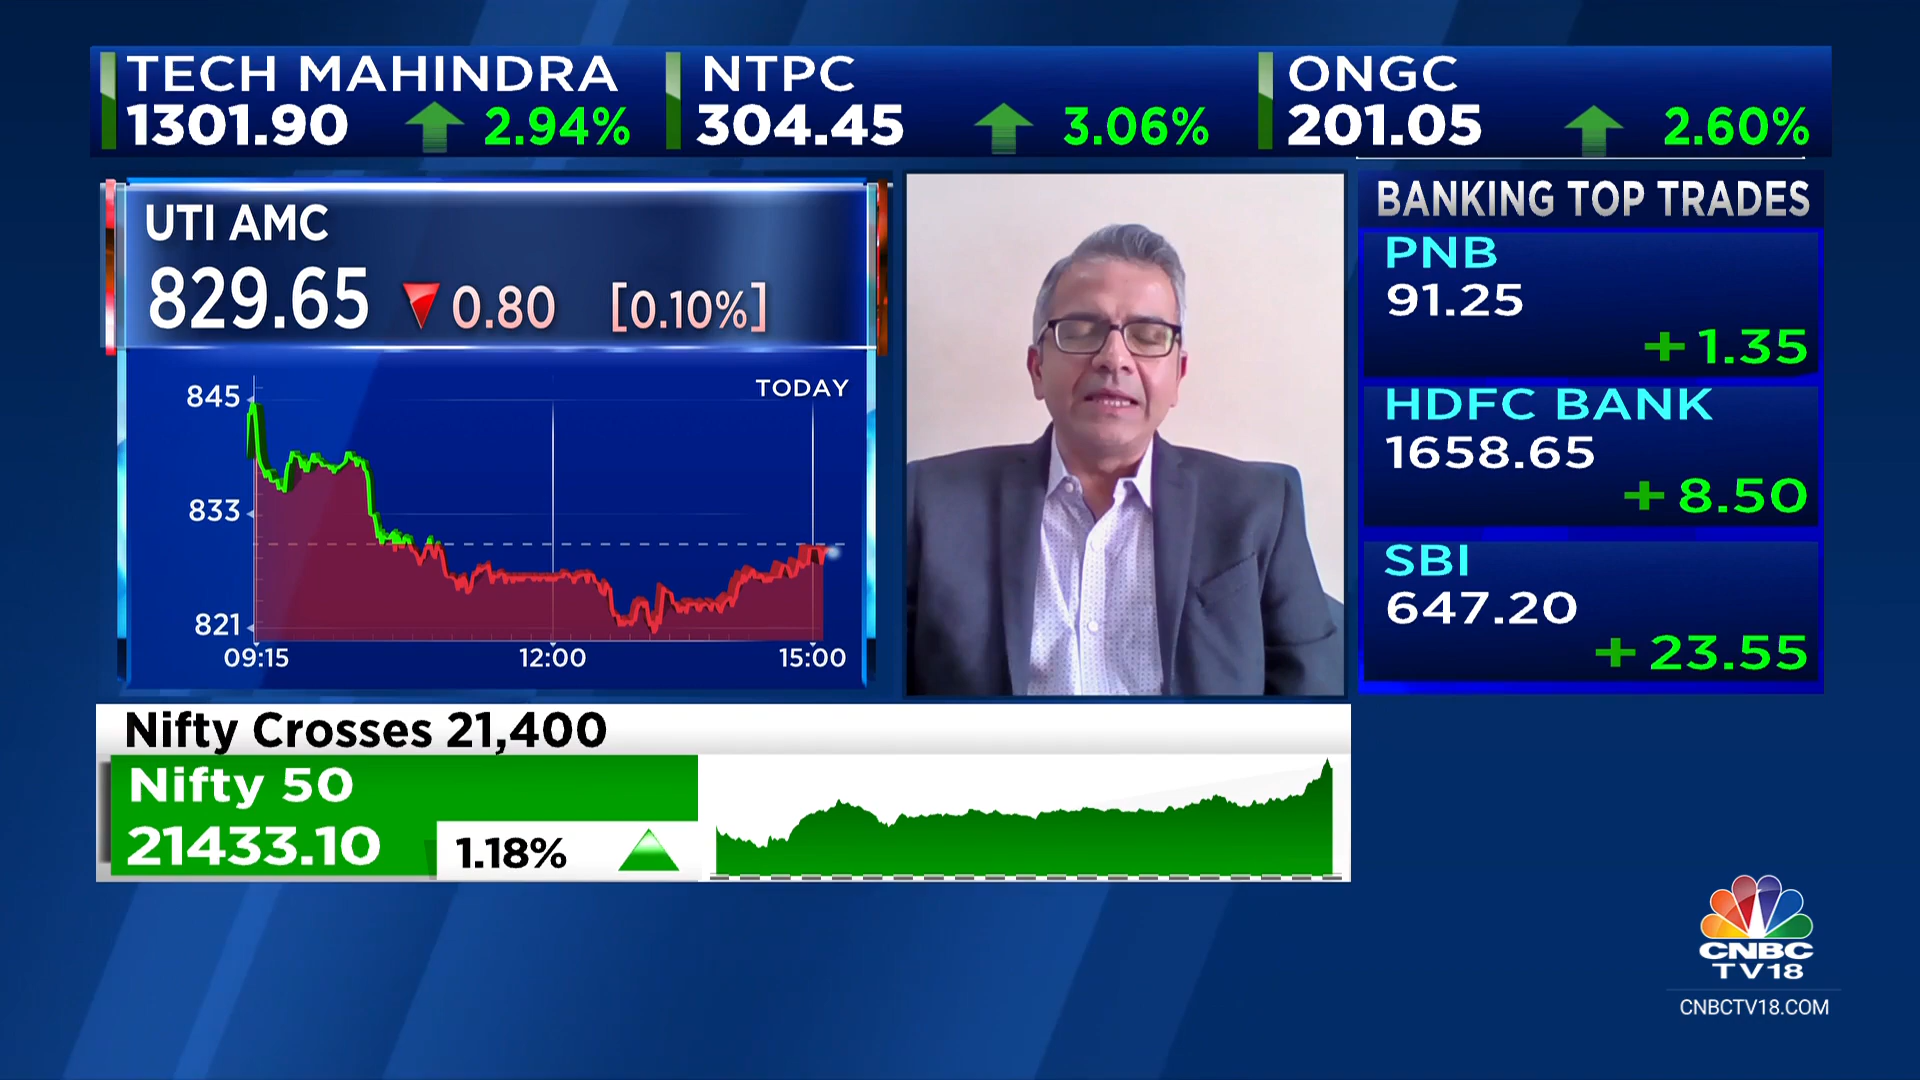 TECH MAHINDRA
1301.90 2.94%
NTPC
304.45 3.06%
ONGC
201.05 2.60%
UTI AMC
829.65 0.80 [0.10%]
TODAY
845
833
821
09:15 12:00 15:00
BANKING TOP TRADES
PNB
91.25
+1.35
HDFC BANK
1658.65
+8.50
SBI
647.20
+23.55
Nifty Crosses 21,400
Nifty 50
21433.10
1.18%
CNBC
TV18
CNBCTV18.COM